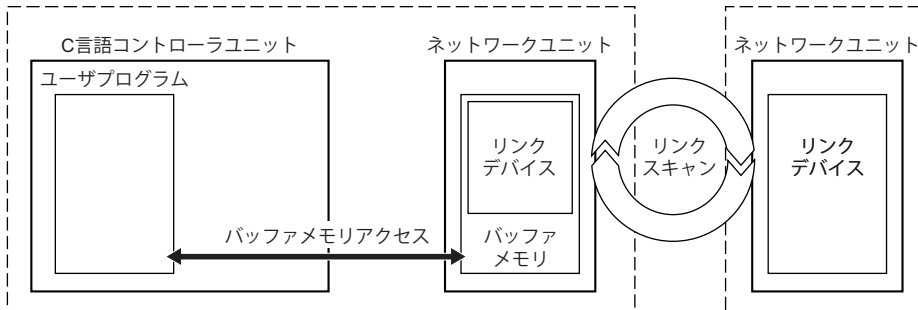 C言語コントローラユニット
ネットワークユニット
ネットワークユニット
ユーザプログラム
リンク
デバイス
リンク
スキャン
リンク
デバイス
バッファメモリアクセス
バッファ
メモリ